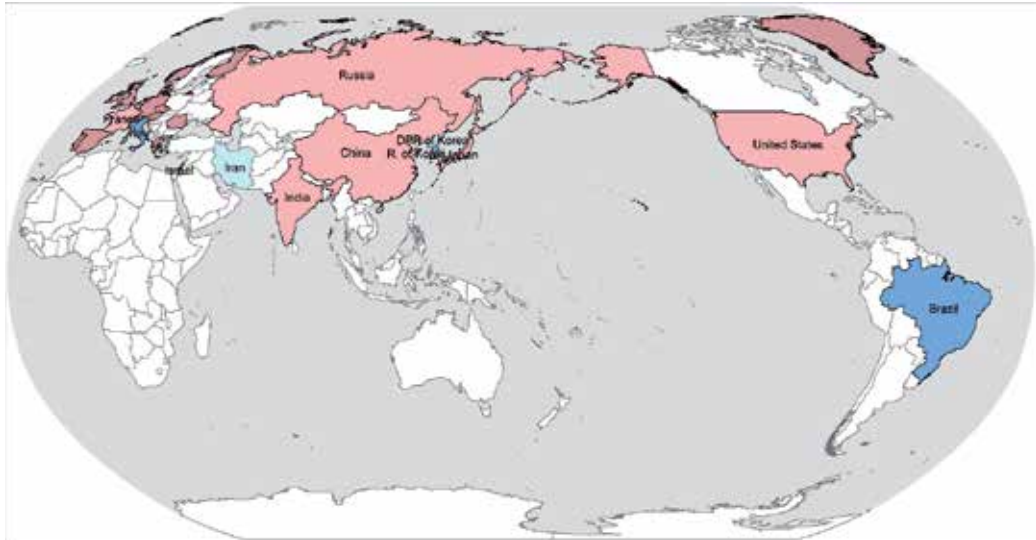 Russia
France
DPR of Korea
R. of Korea Japan
China
United States
Israel
Iran
India
Brazil